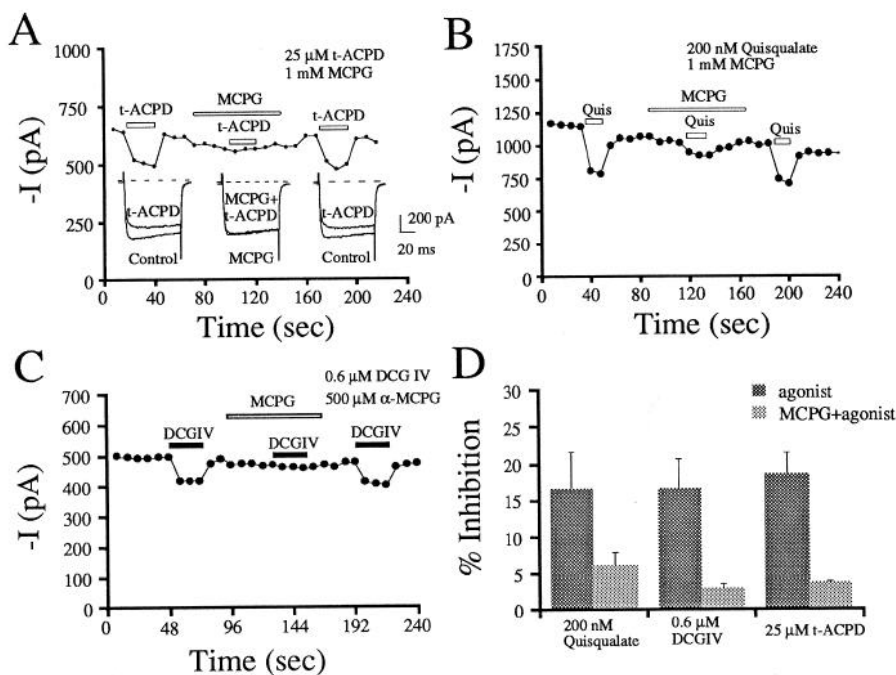 A
1000
750
500
250
0
-I (pA)
25 μM t-ACPD
1 mM MCPG
t-ACPD
MCPG
t-ACPD
t-ACPD
t-ACPD
Control
MCPG+
t-ACPD
MCPG
t-ACPD
Control
200 pA
20 ms
0 40 80 120 160 200 240
Time (sec)
B
1750
1500
1250
1000
750
500
250
0
-I (pA)
200 nM Quisqualate
1 mM MCPG
Quis
MCPG
Quis
Quis
0 40 80 120 160 200 240
Time (sec)
C
700
600
500
400
300
200
100
0
-I (pA)
0.6 μM DCG IV
500 μM α-MCPG
MCPG
DCGIV
DCGIV
DCGIV
0 48 96 144 192 240
Time (sec)
D
30
25
20
15
10
5
0
% Inhibition
agonist
MCPG+agonist
200 nM
Quisqualate
0.6 μM
DCGIV
25 μM t-ACPD